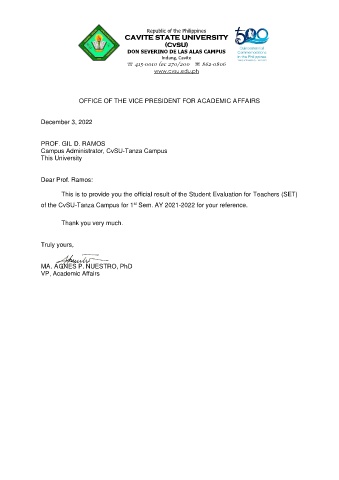 Republic of the Philippines
CAVITE STATE UNIVERSITY
(CvSU)
DON SEVERINO DE LAS ALAS CAMPUS
Indang, Cavite
☏ 415-0010 loc 270/200 ☏ 862-0806
www.cvsu.edu.ph
500
OFFICE OF THE VICE PRESIDENT FOR ACADEMIC AFFAIRS
December 3, 2022
PROF. GIL D. RAMOS
Campus Administrator, CvSU-Tanza Campus
This University
Dear Prof. Ramos:
This is to provide you the official result of the Student Evaluation for Teachers (SET)
of the CvSU-Tanza Campus for 1st Sem. AY 2021-2022 for your reference.
Thank you very much.
Truly yours,
MA. AGNES P. NUESTRO, PhD
VP, Academic Affairs